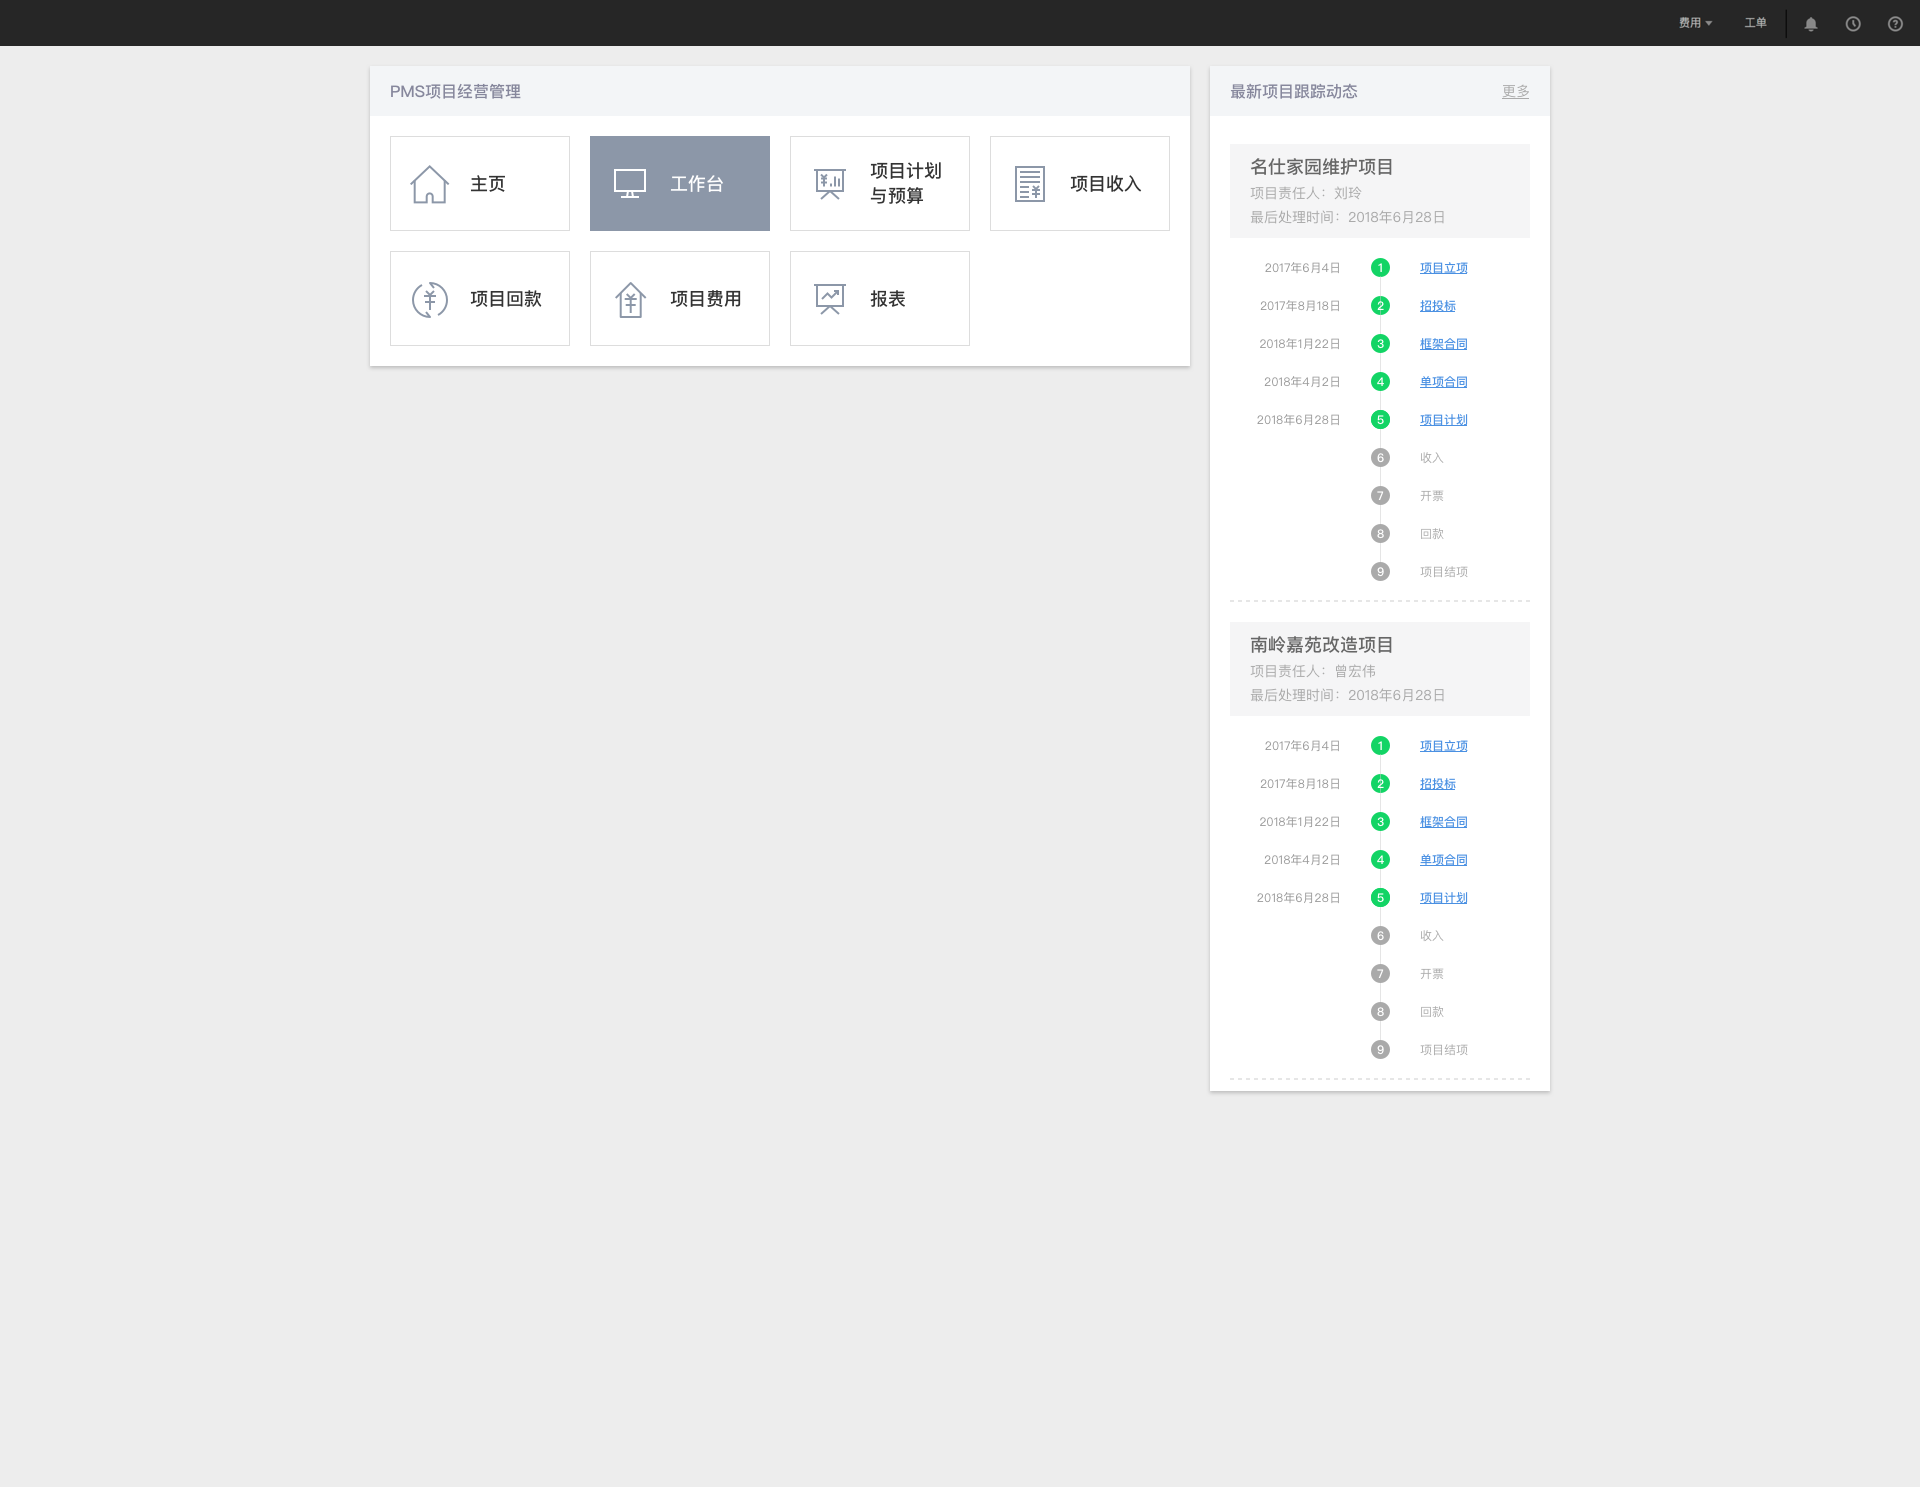 费用
工单
PMS项目经营管理
主页
工作台
项目计划
与预算
项目收入
项目回款
项目费用
报表
最新项目跟踪动态
更多
名仕家园维护项目
项目责任人：刘玲
最后处理时间：2018年6月28日
2017年6月4日 1 项目立项
2017年8月18日 2 招投标
2018年1月22日 3 框架合同
2018年4月2日 4 单项合同
2018年6月28日 5 项目计划
6 收入
7 开票
8 回款
9 项目结项
南岭嘉苑改造项目
项目责任人：曾宏伟
最后处理时间：2018年6月28日
2017年6月4日 1 项目立项
2017年8月18日 2 招投标
2018年1月22日 3 框架合同
2018年4月2日 4 单项合同
2018年6月28日 5 项目计划
6 收入
7 开票
8 回款
9 项目结项